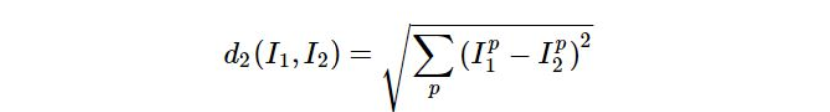 d₂(I₁, I₂) = √(∑ₚ (I₁ᵖ − I₂ᵖ)²)